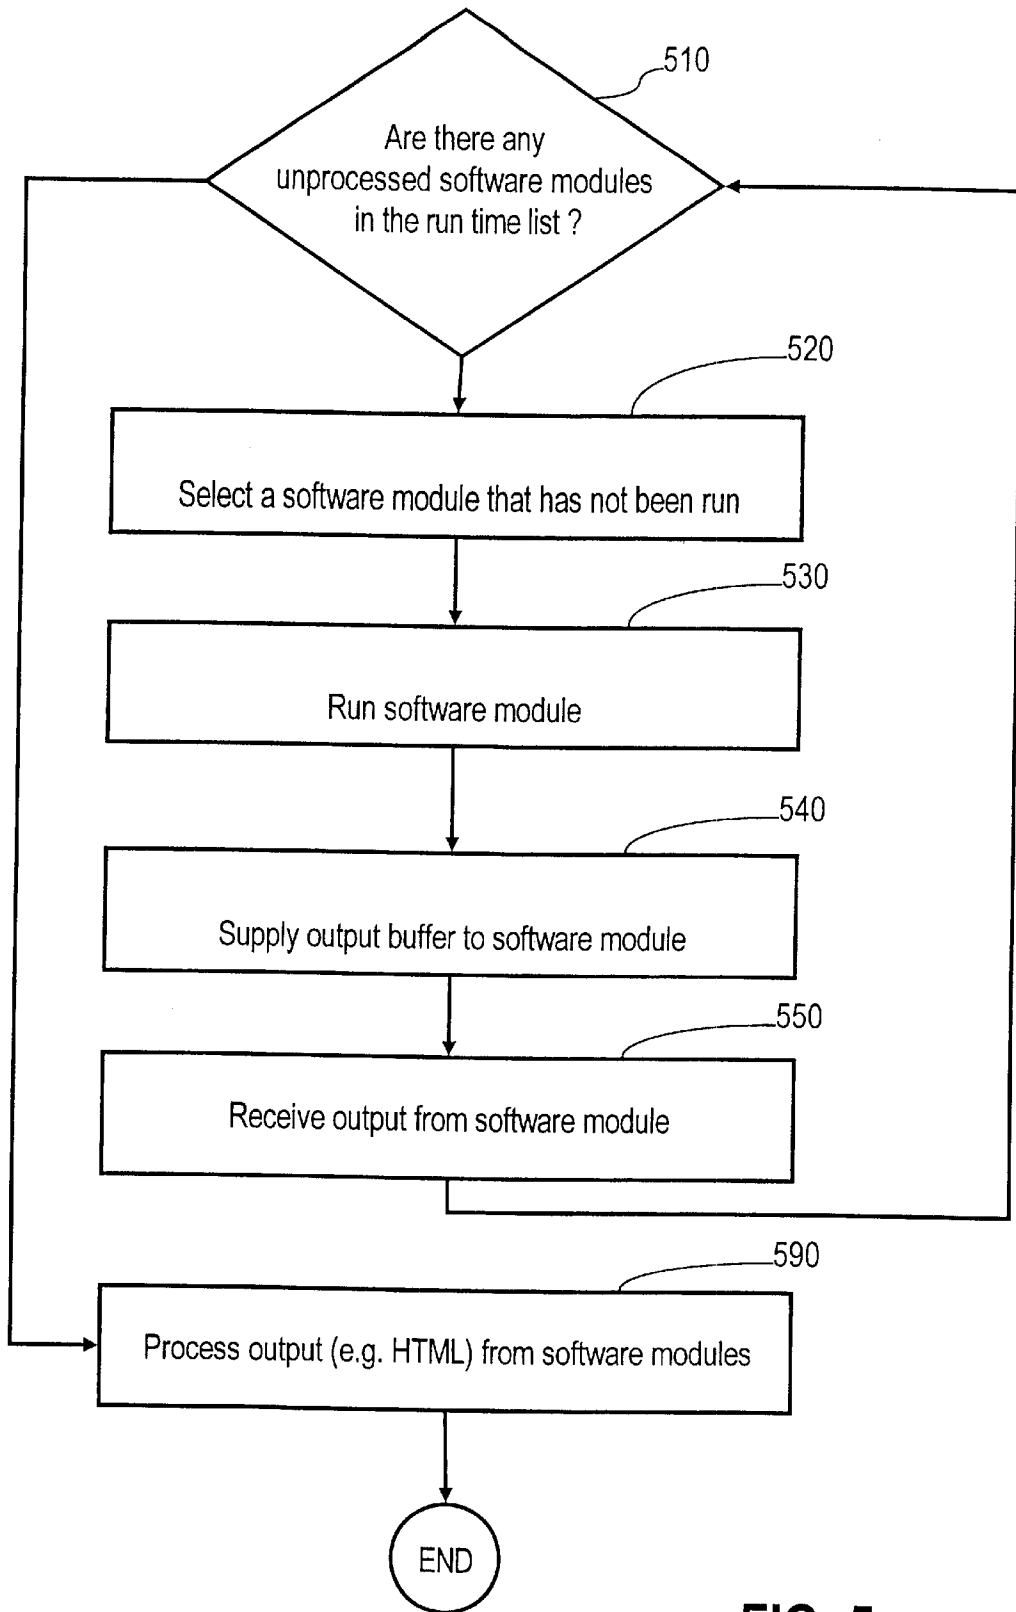 510
Are there any
unprocessed software modules
in the run time list ?
520
Select a software module that has not been run
530
Run software module
540
Supply output buffer to software module
550
Receive output from software module
590
Process output (e.g. HTML) from software modules
END